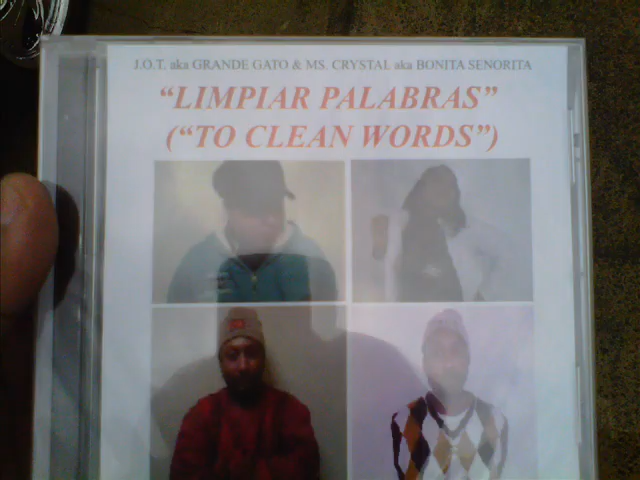 J.O.T. aka GRANDE GATO & MS. CRYSTAL aka BONITA SENORITA
“LIMPIAR PALABRAS”
(“TO CLEAN WORDS”)